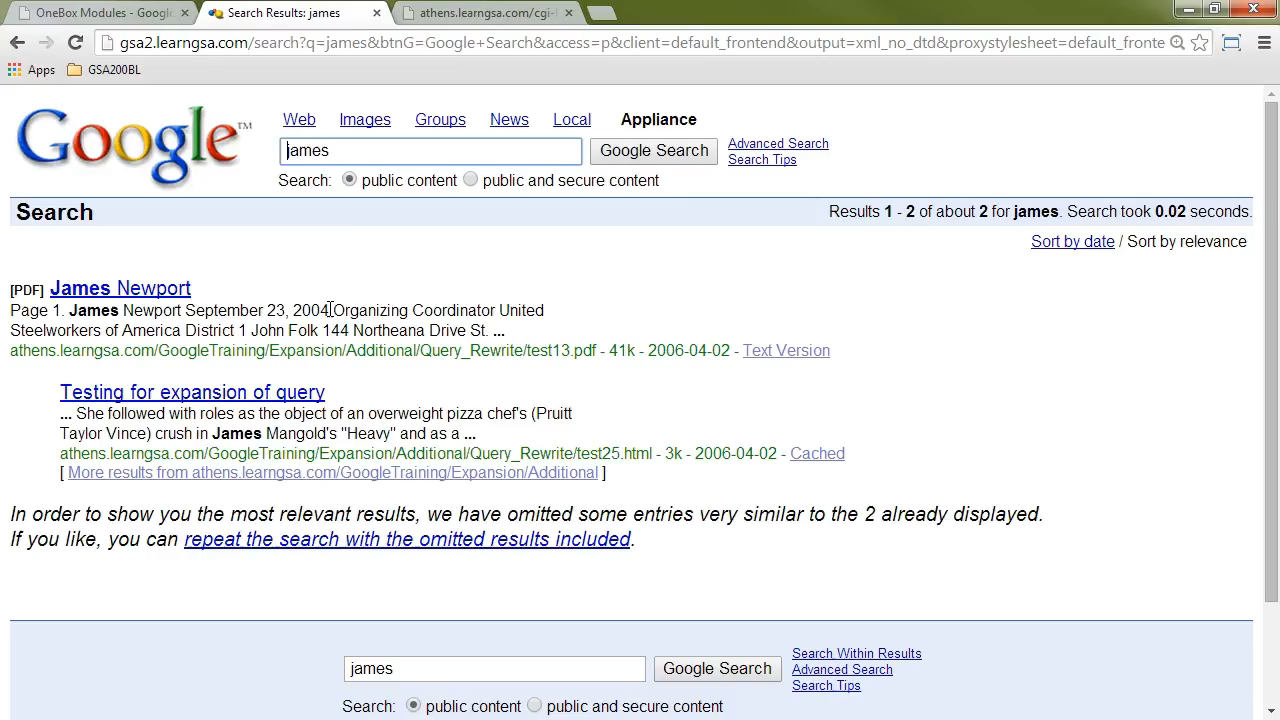 OneBox Modules - Google
Search Results: james
athens.learngsa.com/cgi-
gsa2.learngsa.com/search?q=james&btnG=Google+Search&access=p&client=default_frontend&output=xml_no_dtd&proxystylesheet=default_fronte
Apps GSA200BL
Google™
Web Images Groups News Local Appliance
james Google Search Advanced Search
Search Tips
Search: public content public and secure content
Search Results 1 - 2 of about 2 for james. Search took 0.02 seconds.
Sort by date / Sort by relevance
[PDF] James Newport
Page 1. James Newport September 23, 2004 Organizing Coordinator United
Steelworkers of America District 1 John Folk 144 Northeana Drive St. ...
athens.learngsa.com/GoogleTraining/Expansion/Additional/Query_Rewrite/test13.pdf - 41k - 2006-04-02 - Text Version
Testing for expansion of query
... She followed with roles as the object of an overweight pizza chef's (Pruitt
Taylor Vince) crush in James Mangold's "Heavy" and as a ...
athens.learngsa.com/GoogleTraining/Expansion/Additional/Query_Rewrite/test25.html - 3k - 2006-04-02 - Cached
[ More results from athens.learngsa.com/GoogleTraining/Expansion/Additional ]
In order to show you the most relevant results, we have omitted some entries very similar to the 2 already displayed.
If you like, you can repeat the search with the omitted results included.
james Google Search Search Within Results
Advanced Search
Search Tips
Search: public content public and secure content